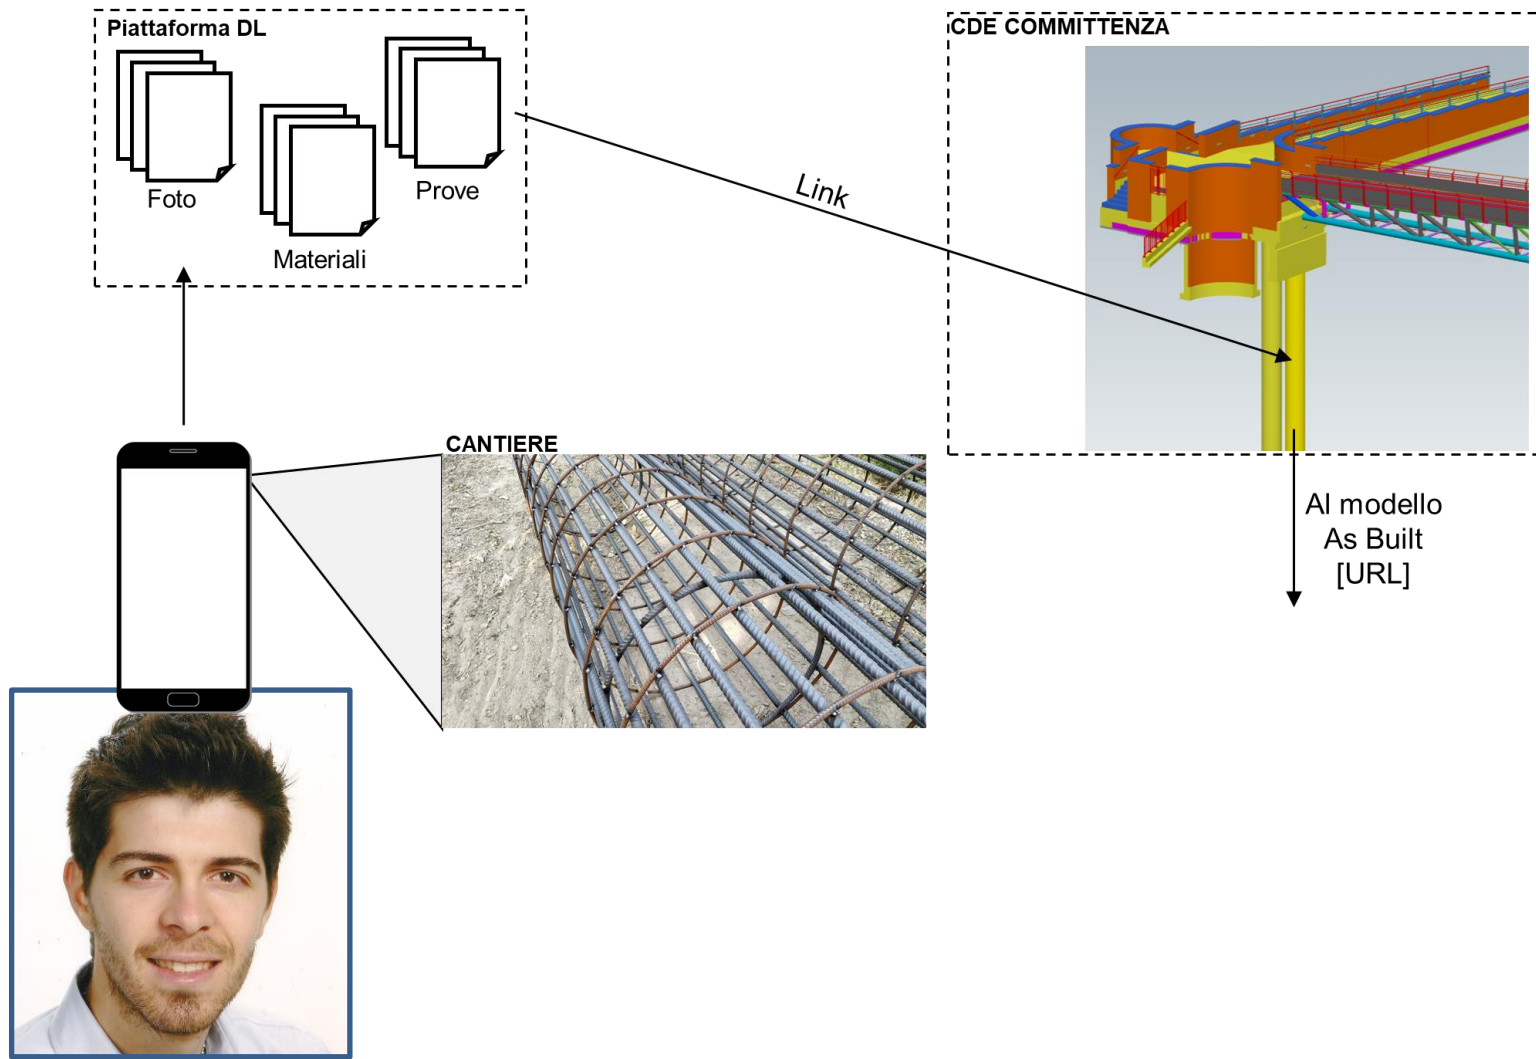 Piattaforma DL
Foto
Materiali
Prove
Link
CDE COMMITTENZA
CANTIERE
Al modello
As Built
[URL]